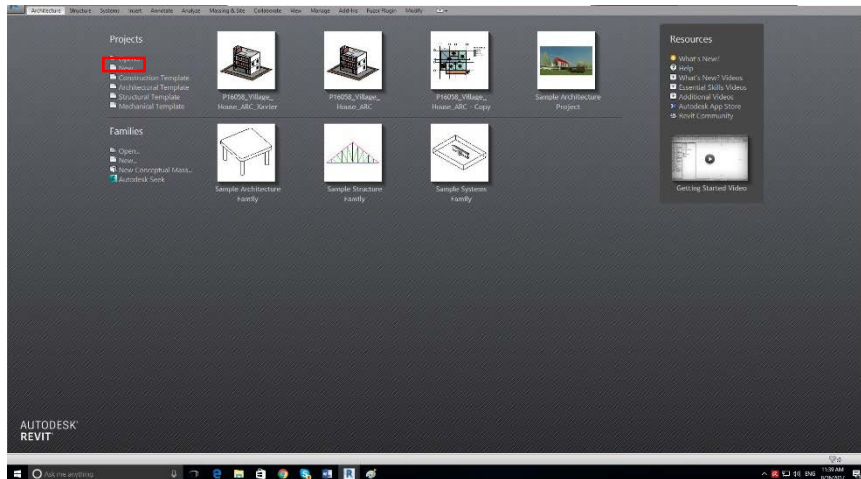 Architecture Structure Systems Insert Annotate Analyze Massing & Site Collaborate View Manage Add-Ins Fuzor Plugin Modify
Projects
New...
Construction Template
Architectural Template
Structural Template
Mechanical Template
P16058_Village_
House_ARC_Xevier
P16058_Village_
House_ARC
P16058_Village_
House_ARC - Copy
Sample Architecture
Project
Families
Open...
New...
New Conceptual Mass...
Autodesk Seek
Sample Architecture
Family
Sample Structure
Family
Sample Systems
Family
Resources
What's New?
Help
What's New? Videos
Essential Skills Videos
Additional Videos
Autodesk App Store
Revit Community
Getting Started Video
AUTODESK®
REVIT®
Ask me anything
ENG
11:39 AM